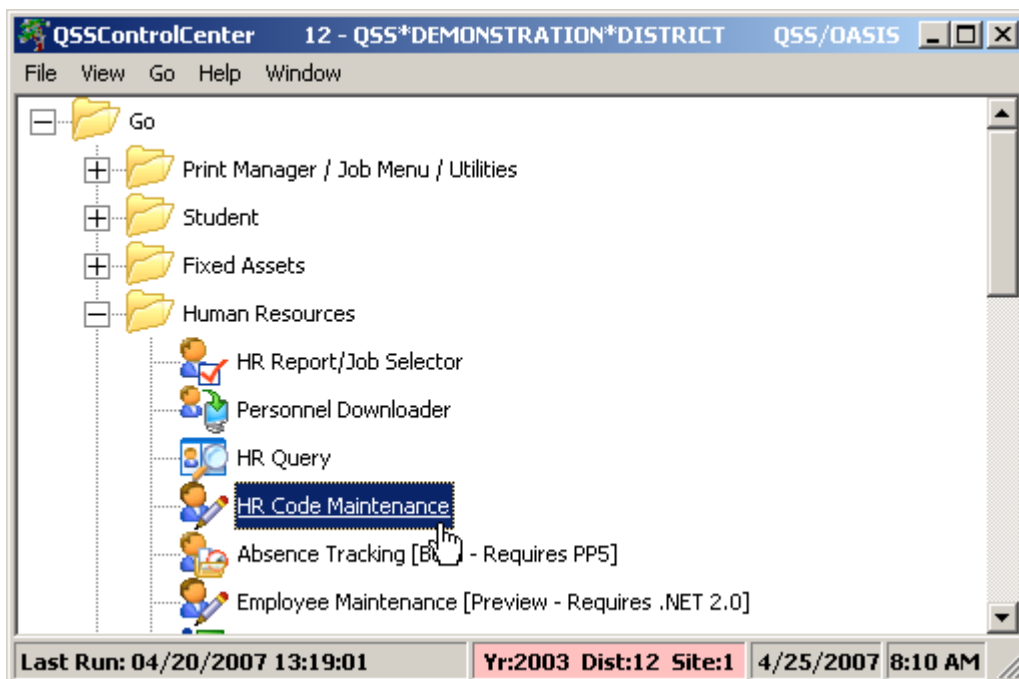 QSSControlCenter 12 - QSS*DEMONSTRATION*DISTRICT QSS/OASIS
File View Go Help Window
Go
Print Manager / Job Menu / Utilities
Student
Fixed Assets
Human Resources
HR Report/Job Selector
Personnel Downloader
HR Query
HR Code Maintenance
Absence Tracking - Requires PP5]
Employee Maintenance [Preview - Requires .NET 2.0]
Last Run: 04/20/2007 13:19:01 Yr:2003 Dist:12 Site:1 4/25/2007 8:10 AM